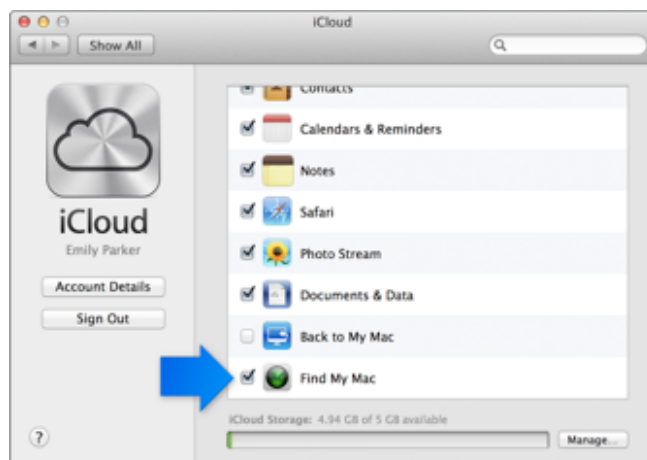 iCloud
Show All
Contacts
Calendars & Reminders
Notes
Safari
Photo Stream
Documents & Data
Back to My Mac
Find My Mac
iCloud
Emily Parker
Account Details
Sign Out
iCloud Storage: 4.94 GB of 5 GB available
?
Manage...